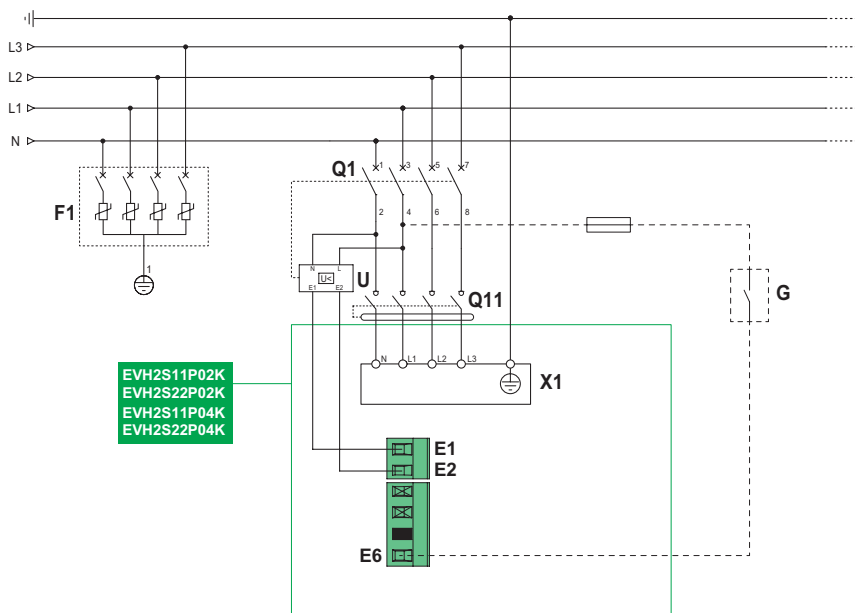 L3
L2
L1
N
Q1
1
3
5
7
F1
2
4
6
8
1
N
L
U<
U
E1
E2
Q11
G
N
L1
L2
L3
X1
EVH2S11P02K
EVH2S22P02K
EVH2S11P04K
EVH2S22P04K
E1
E2
E6